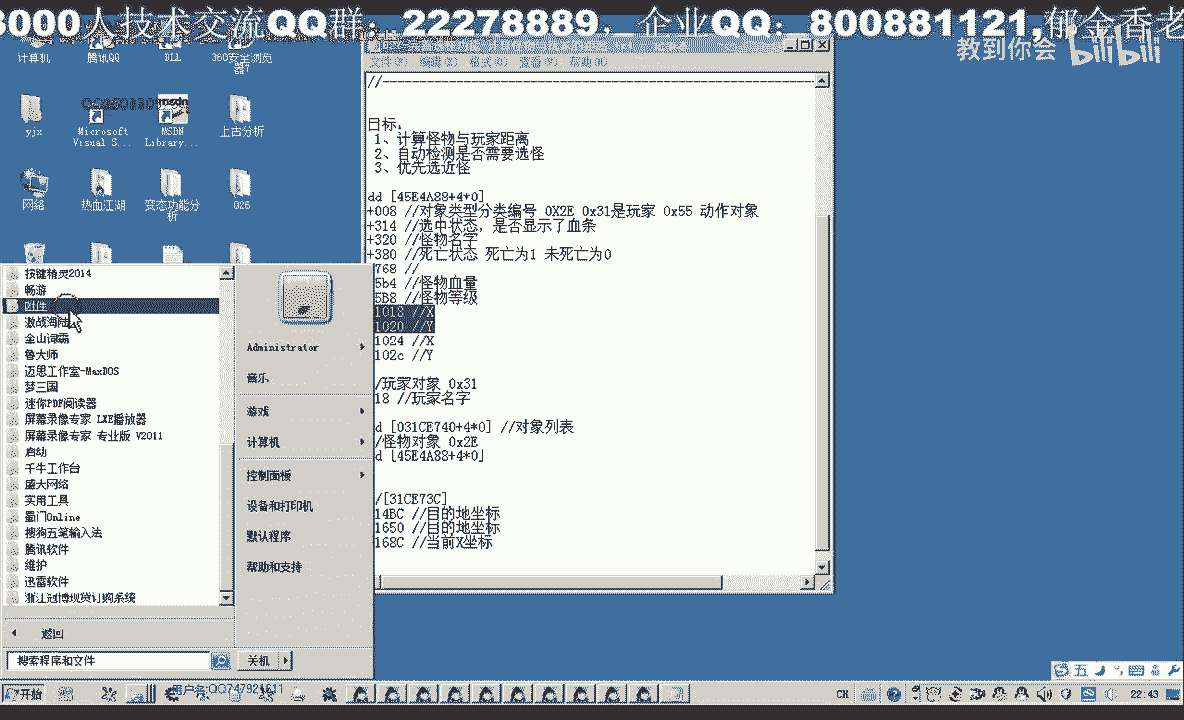 3000人技术交流QQ群：22278889，企业QQ：800881121,郁金香老
教到你会 bilibili
计算机
腾讯QQ
DLL
360安全浏览器7
yjx
Microsoft Visual S...
MSDN Library...
上古分析
网络
热血江湖
变态功能分析
026
文件(F) 编辑(E) 格式(O) 查看(V) 帮助(H)
目标，
1、计算怪物与玩家距离
2、自动检测是否需要选怪
3、优先选近怪
dd [45E4A88+4*0]
+008 //对象类型分类编号 0X2E 0x31是玩家 0x55 动作对象
+314 //选中状态，是否显示了血条
+320 //怪物名字
+380 //死亡状态 死亡为1 未死亡为0
768 //
5b4 //怪物血量
5B8 //怪物等级
1018 //X
1020 //Y
1024 //X
102c //Y
/玩家对象 0x31
18 //玩家名字
d [031CE740+4*0] //对象列表
/怪物对象 0x2E
d [45E4A88+4*0]
/[31CE73C]
14BC //目的地坐标
1650 //目的地坐标
168C //当前X坐标
按键精灵2014
畅游
附件
激战海陆
金山词霸
鲁大师
迈思工作室-MaxDOS
梦三国
迷你PDF阅读器
屏幕录像专家 LXE播放器
屏幕录像专家 专业版 V2011
启动
千牛工作台
盛大网络
实用工具
蜀门Online
搜狗五笔输入法
腾讯软件
维护
迅雷软件
浙江冠博现货订购系统
返回
搜索程序和文件
Administrator
音乐
游戏
计算机
控制面板
设备和打印机
默认程序
帮助和支持
关机
开始
用户名:QQ747921611
五
CH
22:43